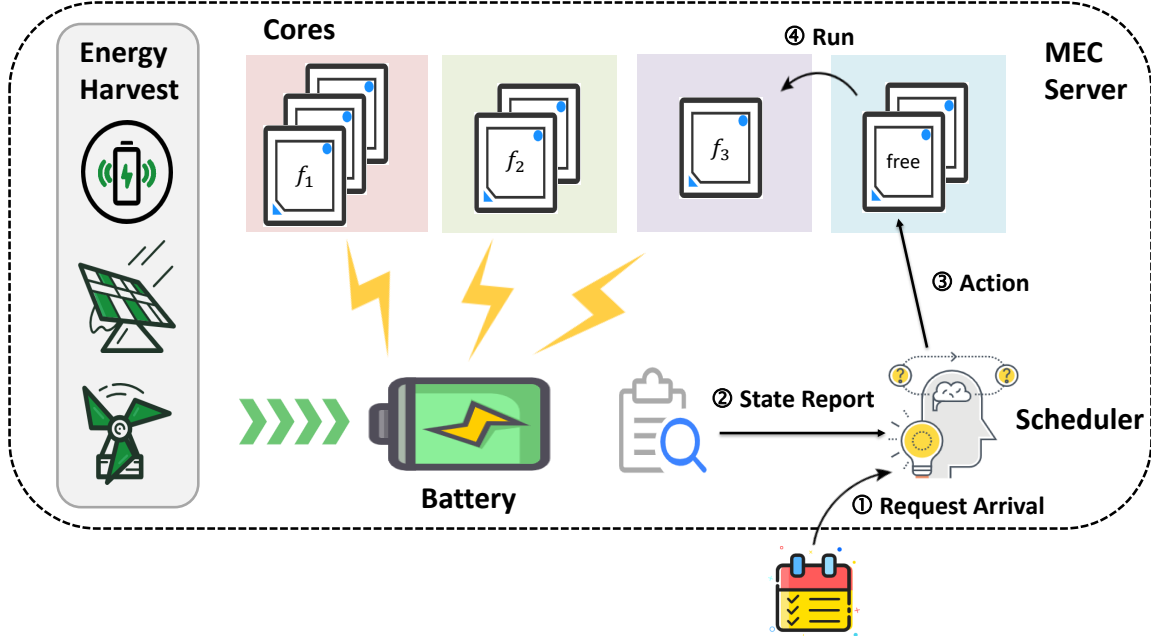 Energy
Harvest
Cores
④ Run
MEC
Server
f₁
f₂
f₃
free
③ Action
② State Report
? ?
Scheduler
Battery
① Request Arrival